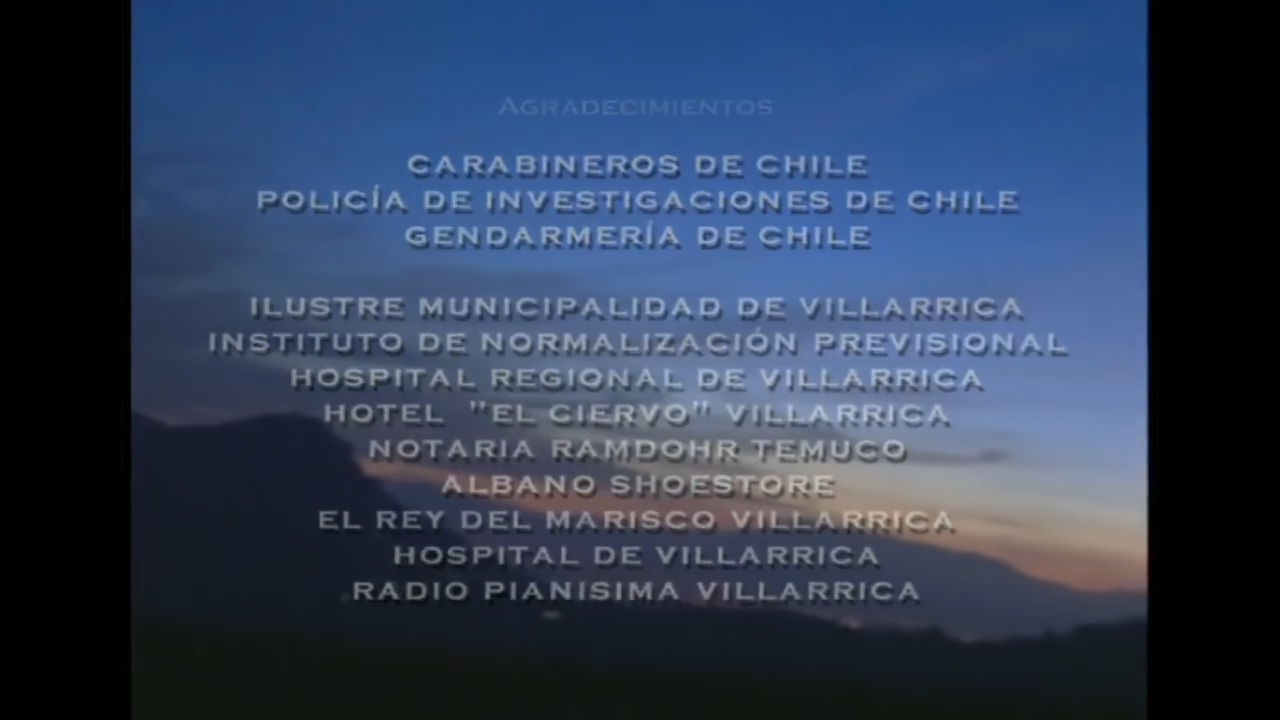 AGRADECIMIENTOS
CARABINEROS DE CHILE
POLICÍA DE INVESTIGACIONES DE CHILE
GENDARMERÍA DE CHILE
ILUSTRE MUNICIPALIDAD DE VILLARRICA
INSTITUTO DE NORMALIZACIÓN PREVISIONAL
HOSPITAL REGIONAL DE VILLARRICA
HOTEL "EL CIERVO" VILLARRICA
NOTARIA RAMDOHR TEMUCO
ALBANO SHOESTORE
EL REY DEL MARISCO VILLARRICA
HOSPITAL DE VILLARRICA
RADIO PIANISIMA VILLARRICA